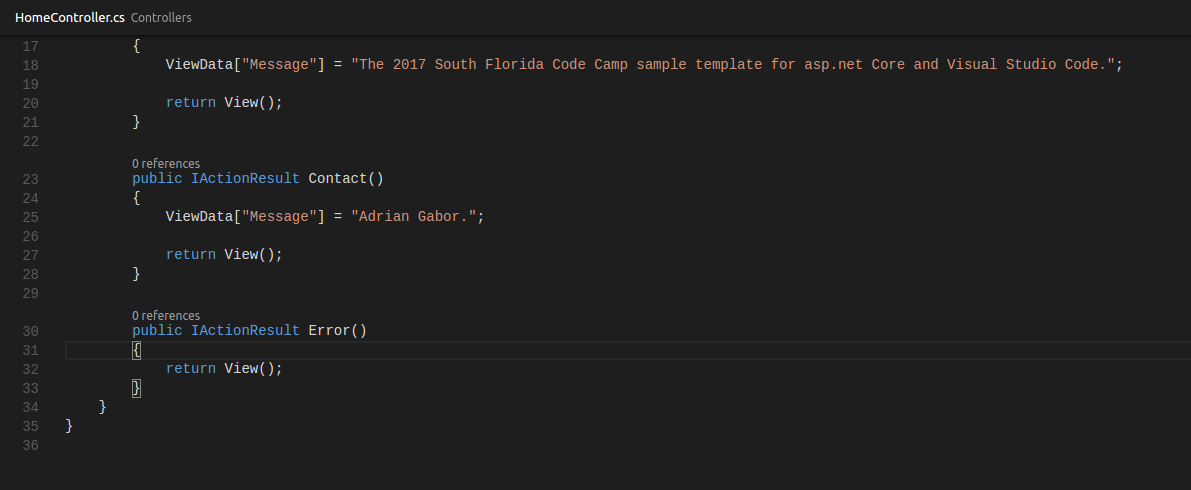 HomeController.cs Controllers
17 {
18 ViewData["Message"] = "The 2017 South Florida Code Camp sample template for asp.net Core and Visual Studio Code.";
19
20 return View();
21 }
22
0 references
23 public IActionResult Contact()
24 {
25 ViewData["Message"] = "Adrian Gabor.";
26
27 return View();
28 }
29
0 references
30 public IActionResult Error()
31 {
32 return View();
33 }
34 }
35 }
36